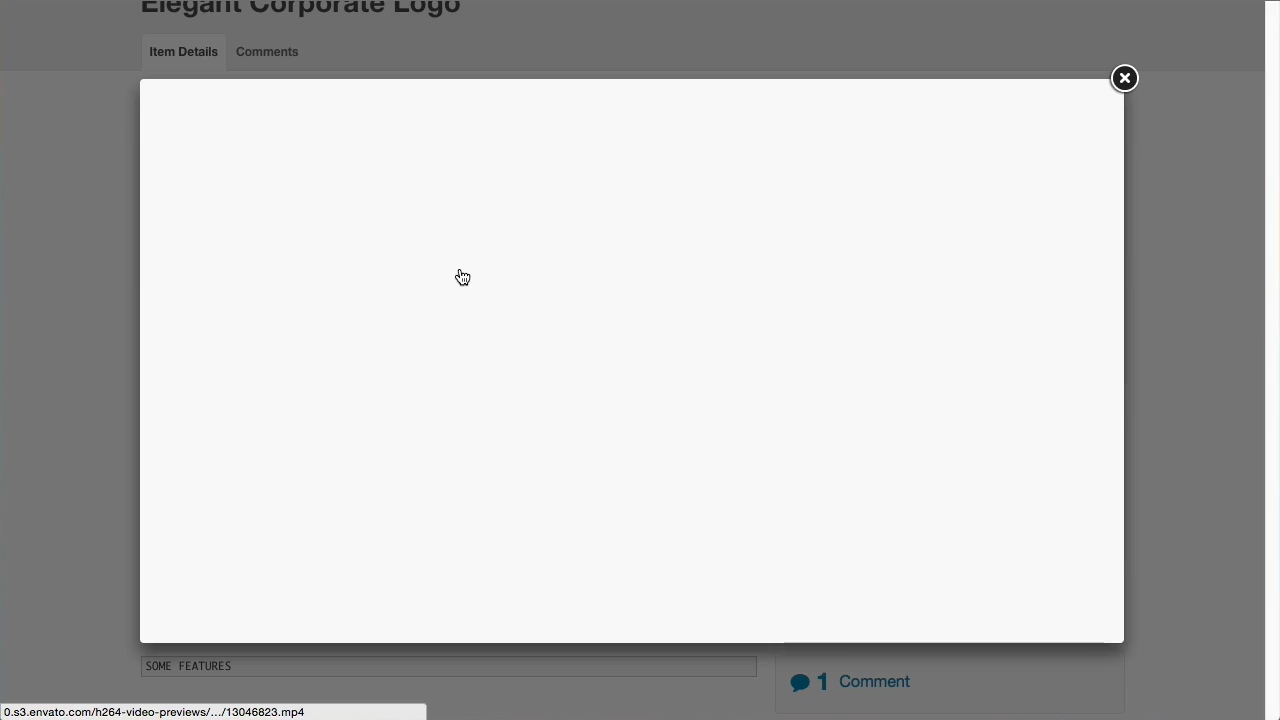 Elegant Corporate Logo
Item Details
Comments
SOME FEATURES
1 Comment
0.s3.envato.com/h264-video-previews/.../13046823.mp4